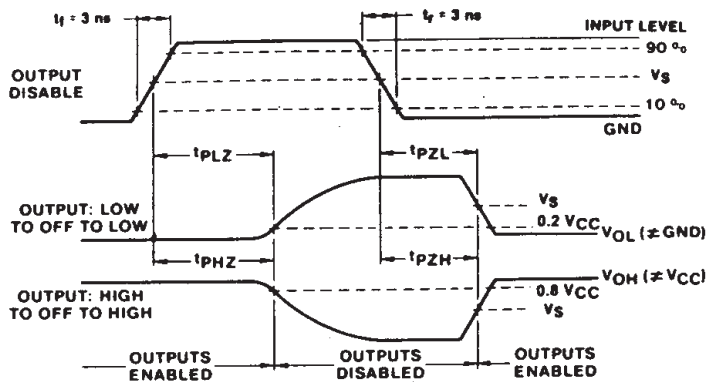 tf = 3 ns
tf = 3 ns
INPUT LEVEL
90 %
OUTPUT
DISABLE
VS
10 %
GND
tPLZ
tPZL
OUTPUT: LOW
TO OFF TO LOW
VS
0.2 VCC
VOL (≠GND)
tPHZ
tPZH
OUTPUT: HIGH
TO OFF TO HIGH
VOH (≠VCC)
0.8 VCC
VS
OUTPUTS
ENABLED
OUTPUTS
DISABLED
OUTPUTS
ENABLED